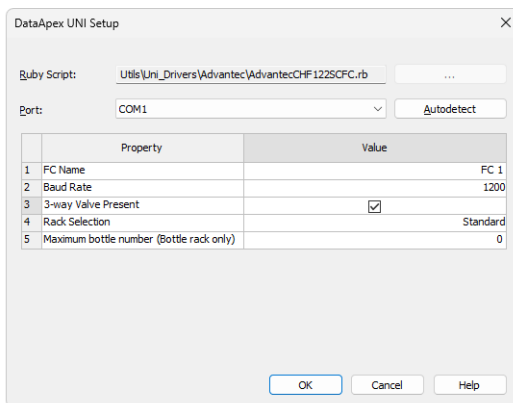 DataApex UNI Setup
Ruby Script: Utils\Uni_Drivers\Advantec\AdvantecCHF122SCFC.rb ...
Port: COM1 Autodetect
Property Value
1 FC Name FC 1
2 Baud Rate 1200
3 3-way Valve Present
4 Rack Selection Standard
5 Maximum bottle number (Bottle rack only) 0
OK Cancel Help